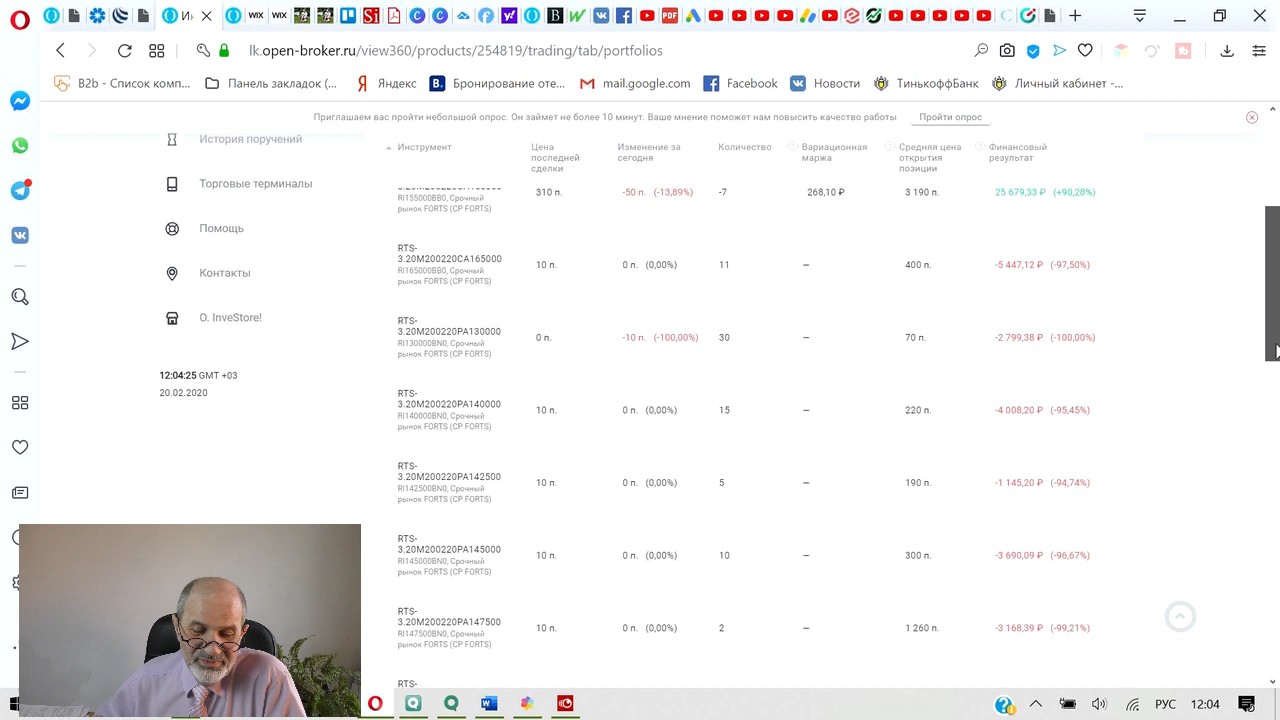 lk.open-broker.ru/view360/products/254819/trading/tab/portfolios
B2b - Список комп...
Панель закладок (...
Яндекс
Бронирование оте...
mail.google.com
Facebook
Новости
ТинькоффБанк
Личный кабинет -...
Приглашаем вас пройти небольшой опрос. Он займет не более 10 минут. Ваше мнение поможет нам повысить качество работы
Пройти опрос
История поручений
Торговые терминалы
Помощь
Контакты
О. InveStore!
12:04:25 GMT +03
20.02.2020
Инструмент
Цена последней сделки
Изменение за сегодня
Количество
Вариационная маржа
Средняя цена открытия позиции
Финансовый результат
RI155000BB0, Срочный
рынок FORTS (СР FORTS)
310 п. -50 п. (-13,89%) -7 268,10 ₽ 3 190 п. 25 679,33 ₽ (+90,28%)
RTS-
3.20M200220CA165000
RI165000BB0, Срочный
рынок FORTS (СР FORTS)
10 п. 0 п. (0,00%) 11 — 400 п. -5 447,12 ₽ (-97,50%)
RTS-
3.20M200220PA130000
RI130000BN0, Срочный
рынок FORTS (СР FORTS)
0 п. -10 п. (-100,00%) 30 — 70 п. -2 799,38 ₽ (-100,00%)
RTS-
3.20M200220PA140000
RI140000BN0, Срочный
рынок FORTS (СР FORTS)
10 п. 0 п. (0,00%) 15 — 220 п. -4 008,20 ₽ (-95,45%)
RTS-
3.20M200220PA142500
RI142500BN0, Срочный
рынок FORTS (СР FORTS)
10 п. 0 п. (0,00%) 5 — 190 п. -1 145,20 ₽ (-94,74%)
RTS-
3.20M200220PA145000
RI145000BN0, Срочный
рынок FORTS (СР FORTS)
10 п. 0 п. (0,00%) 10 — 300 п. -3 690,09 ₽ (-96,67%)
RTS-
3.20M200220PA147500
RI147500BN0, Срочный
рынок FORTS (СР FORTS)
10 п. 0 п. (0,00%) 2 — 1 260 п. -3 168,39 ₽ (-99,21%)
RTS-
РУС
12:04